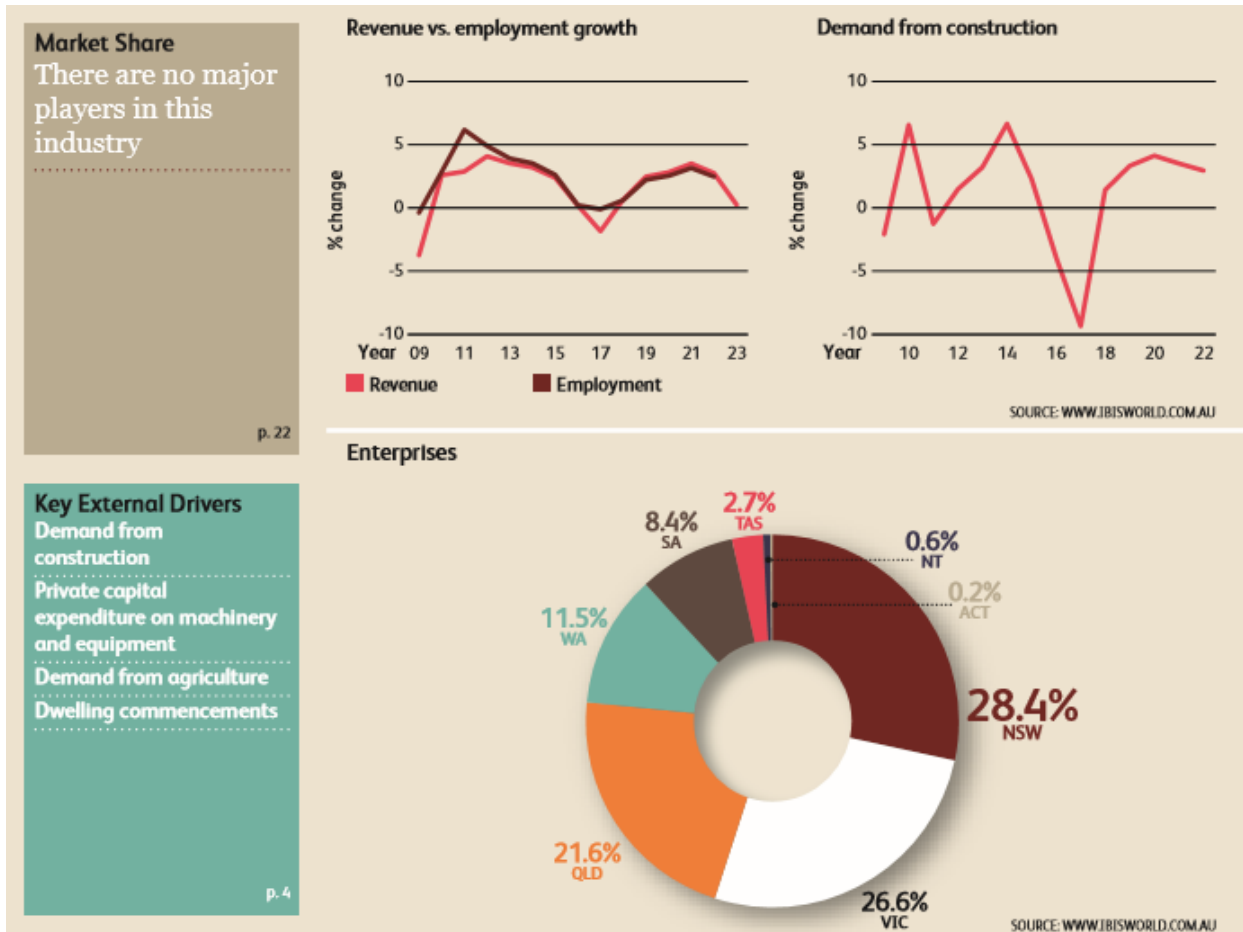 Market Share
There are no major
players in this
industry
p. 22
Key External Drivers
Demand from
construction
Private capital
expenditure on machinery
and equipment
Demand from agriculture
Dwelling commencements
p. 4
Revenue vs. employment growth
% change
10
5
0
-5
-10
Year 09 11 13 15 17 19 21 23
Revenue Employment
Demand from construction
% change
10
5
0
-5
-10
Year 10 12 14 16 18 20 22
SOURCE: WWW.IBISWORLD.COM.AU
Enterprises
2.7%
TAS
8.4%
SA
0.6%
NT
0.2%
ACT
11.5%
WA
28.4%
NSW
21.6%
QLD
26.6%
VIC
SOURCE: WWW.IBISWORLD.COM.AU